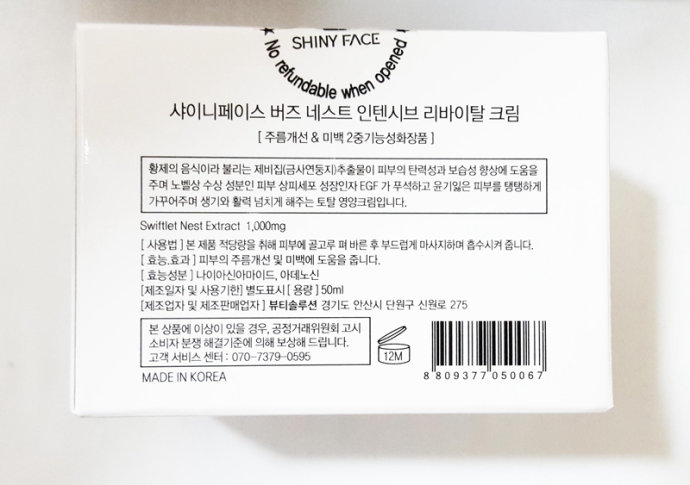 SHINY FACE
★ No refundable when opened ★
샤이니페이스 버즈 네스트 인텐시브 리바이탈 크림
[ 주름개선 & 미백 2중기능성화장품 ]
황제의 음식이라 불리는 제비집(금사연둥지)추출물이 피부의 탄력성과 보습성 향상에 도움을
주며 노벨상 수상 성분인 피부 상피세포 성장인자 EGF 가 푸석하고 윤기잃은 피부를 탱탱하게
가꾸어주며 생기와 활력 넘치게 해주는 토탈 영양크림입니다.
Swiftlet Nest Extract 1,000mg
[ 사용법 ] 본 제품 적당량을 취해 피부에 골고루 펴 바른 후 부드럽게 마사지하며 흡수시켜 줍니다.
[ 효능.효과 ] 피부의 주름개선 및 미백에 도움을 줍니다.
[ 효능성분 ] 나이아신아마이드, 아데노신
[제조일자 및 사용기한] 별도표시 [ 용량 ] 50ml
[제조업자 및 제조판매업자 ] 뷰티솔루션 경기도 안산시 단원구 신원로 275
본 상품에 이상이 있을 경우, 공정거래위원회 고시
소비자 분쟁 해결기준에 의해 보상해 드립니다.
고객 서비스 센터 : 070-7379-0595
12M
8 809377 050067
MADE IN KOREA